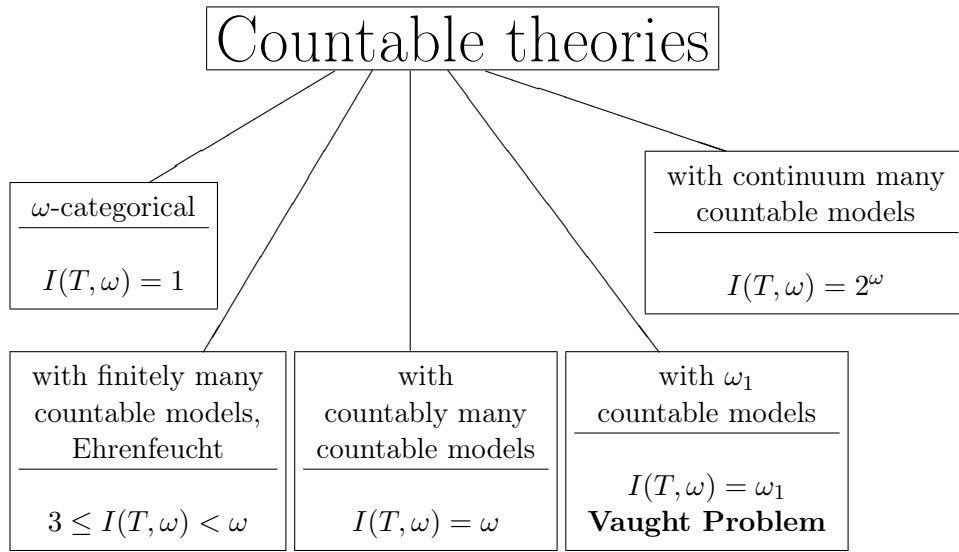 Countable theories
ω-categorical
I(T, ω) = 1
with continuum many
countable models
I(T, ω) = 2^ω
with finitely many
countable models,
Ehrenfeucht
3 ≤ I(T, ω) < ω
with
countably many
countable models
I(T, ω) = ω
with ω₁
countable models
I(T, ω) = ω₁
Vaught Problem